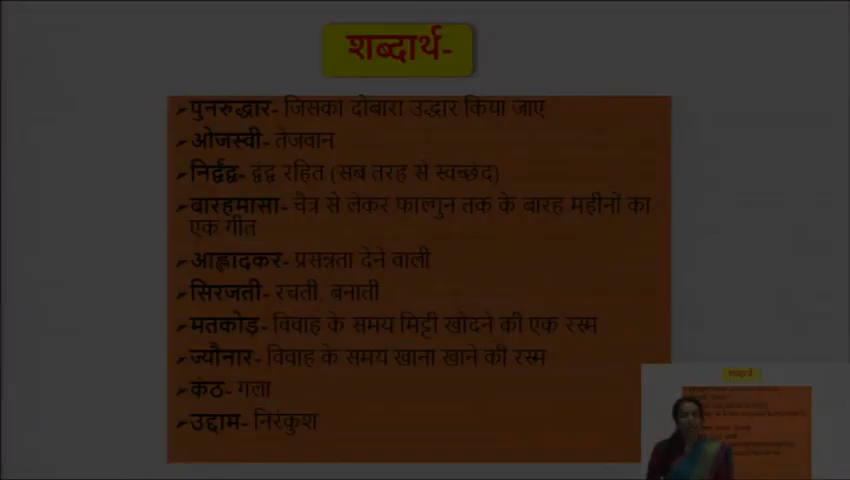 शब्दार्थ-
पुनरुद्धार- जिसका दोबारा उद्धार किया जाए
ओजस्वी- तेजवान
निर्द्वंद्व- द्वंद्व रहित (सब तरह से स्वच्छंद)
बारहमासा- चैत्र से लेकर फाल्गुन तक के बारह महीनों का
एक गीत
आह्लादकर- प्रसन्नता देने वाली
सिरजती- रचती, बनाती
मतकोड़- विवाह के समय मिट्टी खोदने की एक रस्म
ज्यौनार- विवाह के समय खाना खाने की रस्म
कंठ- गला
उद्दाम- निरंकुश
शब्दार्थ